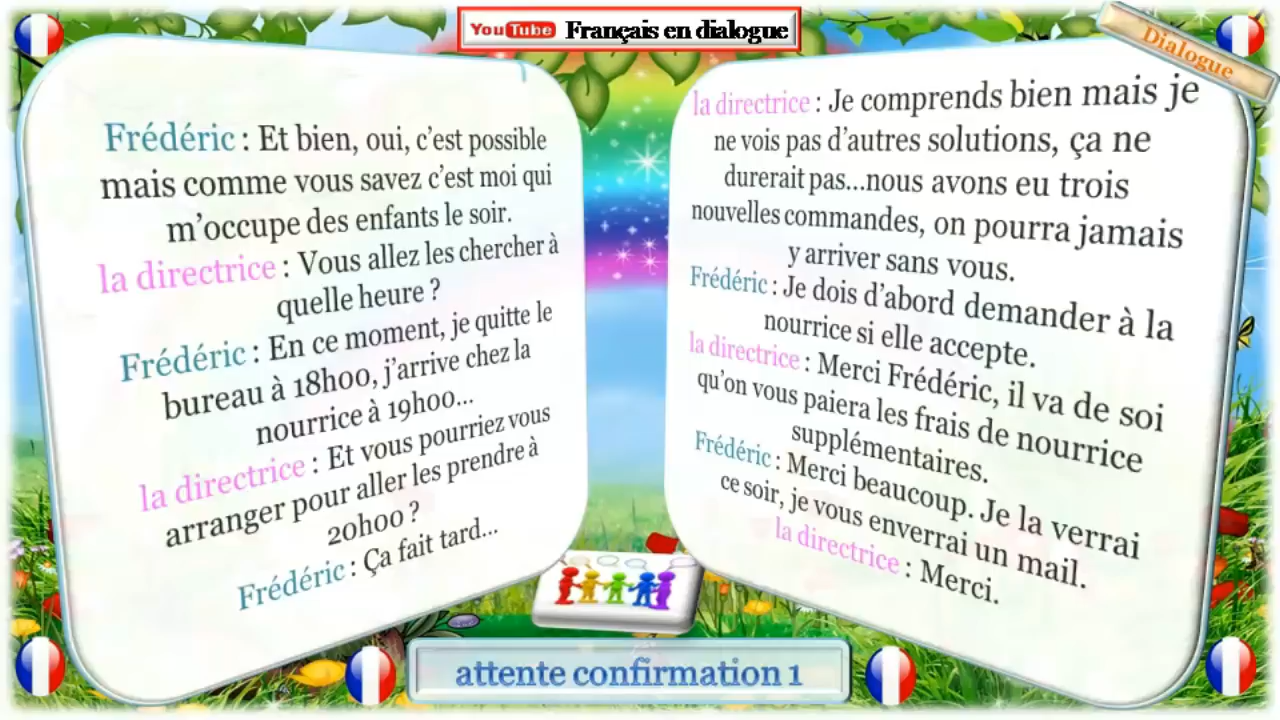 YouTube Français en dialogue
Dialogue
Frédéric : Et bien, oui, c'est possible
mais comme vous savez c'est moi qui
m'occupe des enfants le soir.
la directrice : Vous allez les chercher à
quelle heure ?
Frédéric : En ce moment, je quitte le
bureau à 18h00, j'arrive chez la
nourrice à 19h00...
la directrice : Et vous pourriez vous
arranger pour aller les prendre à
20h00 ?
Frédéric : Ça fait tard...
la directrice : Je comprends bien mais je
ne vois pas d'autres solutions, ça ne
durerait pas...nous avons eu trois
nouvelles commandes, on pourra jamais
y arriver sans vous.
Frédéric : Je dois d'abord demander à la
nourrice si elle accepte.
la directrice : Merci Frédéric, il va de soi
qu'on vous paiera les frais de nourrice
supplémentaires.
Frédéric : Merci beaucoup. Je la verrai
ce soir, je vous enverrai un mail.
la directrice : Merci.
attente confirmation 1